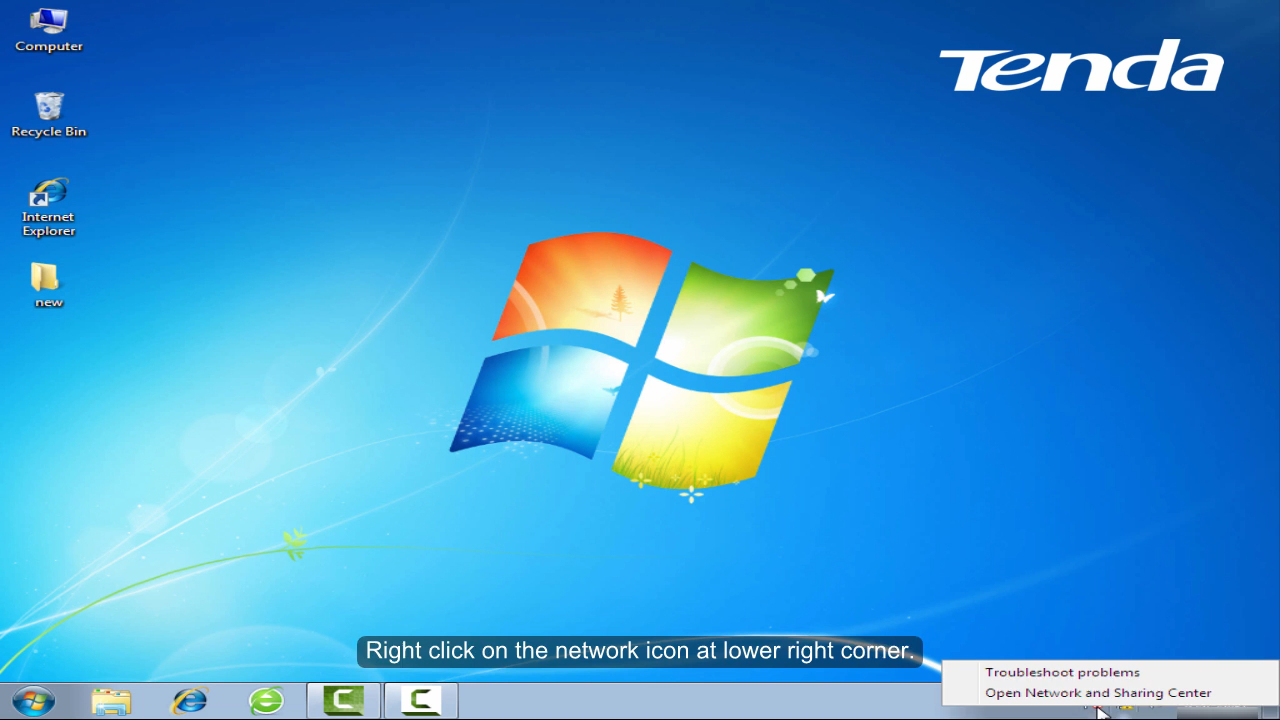 Computer
Tenda
Recycle Bin
Internet
Explorer
new
Right click on the network icon at lower right corner.
Troubleshoot problems
Open Network and Sharing Center